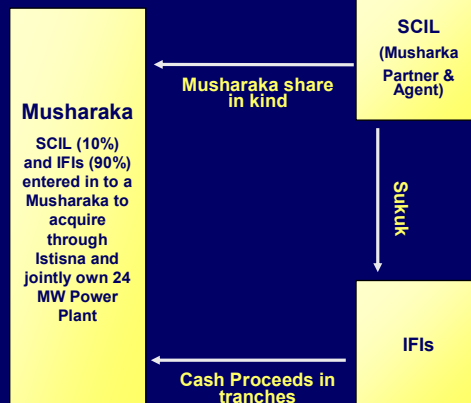 Musharaka
SCIL (10%)
and IFIs (90%)
entered in to a
Musharaka to
acquire
through
Istisna and
jointly own 24
MW Power
Plant
Musharaka share
in kind
SCIL
(Musharka
Partner &
Agent)
Sukuk
IFIs
Cash Proceeds in
tranches